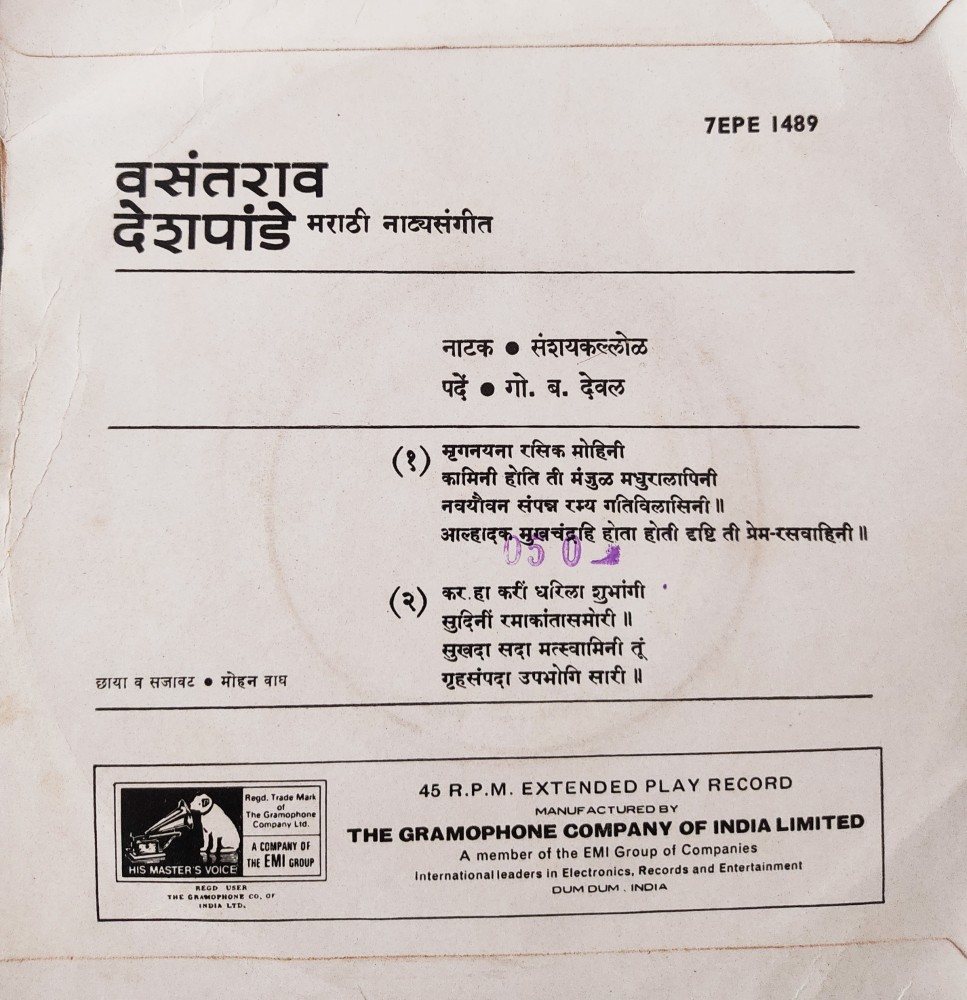 7EPE 1489
वसंतराव
देशपांडे मराठी नाट्यसंगीत
नाटक ● संशयकल्लोळ
पदें ● गो. ब. देवल
(१) मृगनयना रसिक मोहिनी
कामिनी होति ती मंजुळ मधुरालापिनी
नवयौवन संपन्न रम्य गतिविलासिनी॥
आल्हादक मुखचंद्रहि होता होती दृष्टि ती प्रेम-रसवाहिनी॥
050
(२) कर हा करीं धरिला शुभांगी
सुदिनीं रमाकांतासमोरी॥
सुखदा सदा मत्स्वामिनी तूं
गृहसंपदा उपभोगि सारी॥
छाया व सजावट ● मोहन वाघ
Regd. Trade Mark
of
The Gramophone
Company Ltd.
A COMPANY OF
THE EMI GROUP
HIS MASTER'S VOICE
REGD USER
THE GRAMOPHONE CO. OF
INDIA LTD.
45 R.P.M. EXTENDED PLAY RECORD
MANUFACTURED BY
THE GRAMOPHONE COMPANY OF INDIA LIMITED
A member of the EMI Group of Companies
International leaders in Electronics, Records and Entertainment
DUM DUM . INDIA